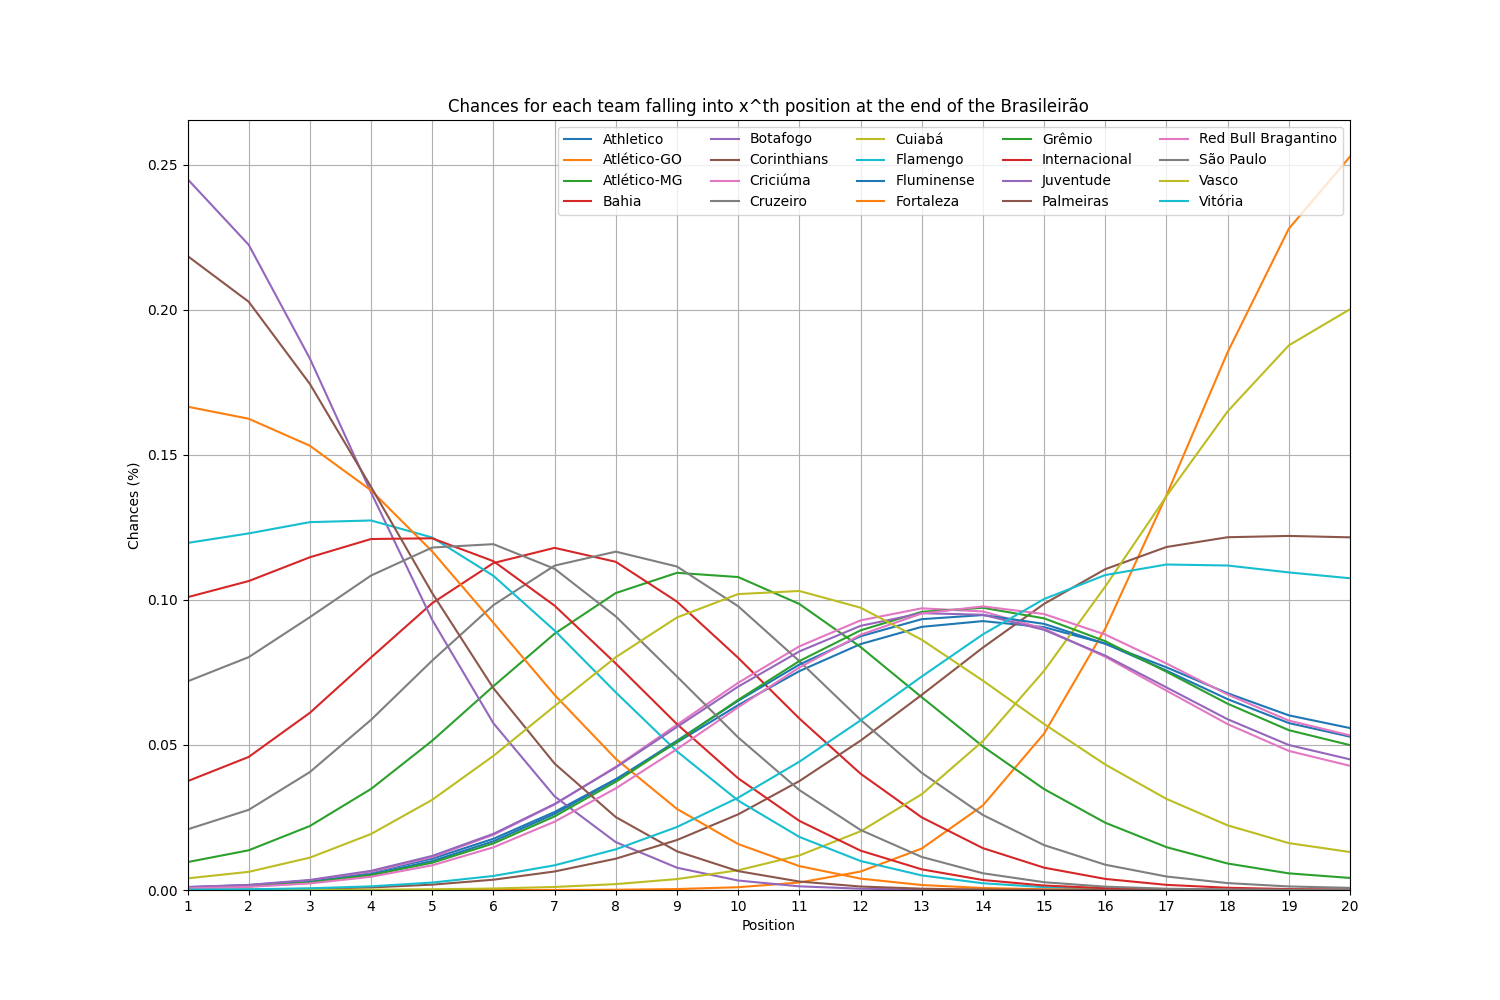 Chances for each team falling into x^th position at the end of the Brasileirão
Athletico
Atlético-GO
Atlético-MG
Bahia
Botafogo
Corinthians
Criciúma
Cruzeiro
Cuiabá
Flamengo
Fluminense
Fortaleza
Grêmio
Internacional
Juventude
Palmeiras
Red Bull Bragantino
São Paulo
Vasco
Vitória
Chances (%)
0.25
0.20
0.15
0.10
0.05
0.00
1 2 3 4 5 6 7 8 9 10 11 12 13 14 15 16 17 18 19 20
Position